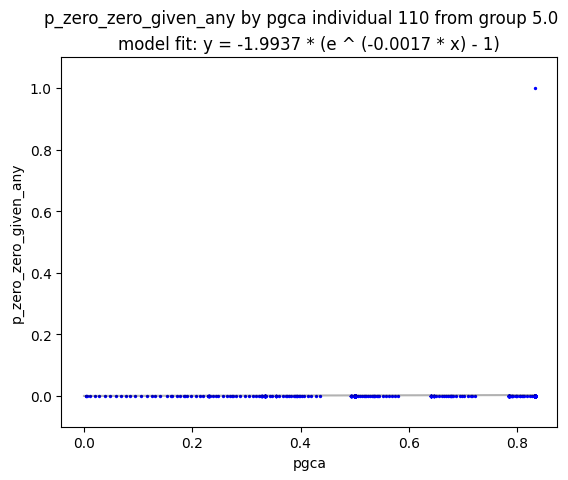 p_zero_zero_given_any by pgca individual 110 from group 5.0
model fit: y = -1.9937 * (e ^ (-0.0017 * x) - 1)
1.0
0.8
0.6
0.4
0.2
0.0
p_zero_zero_given_any
0.0 0.2 0.4 0.6 0.8
pgca